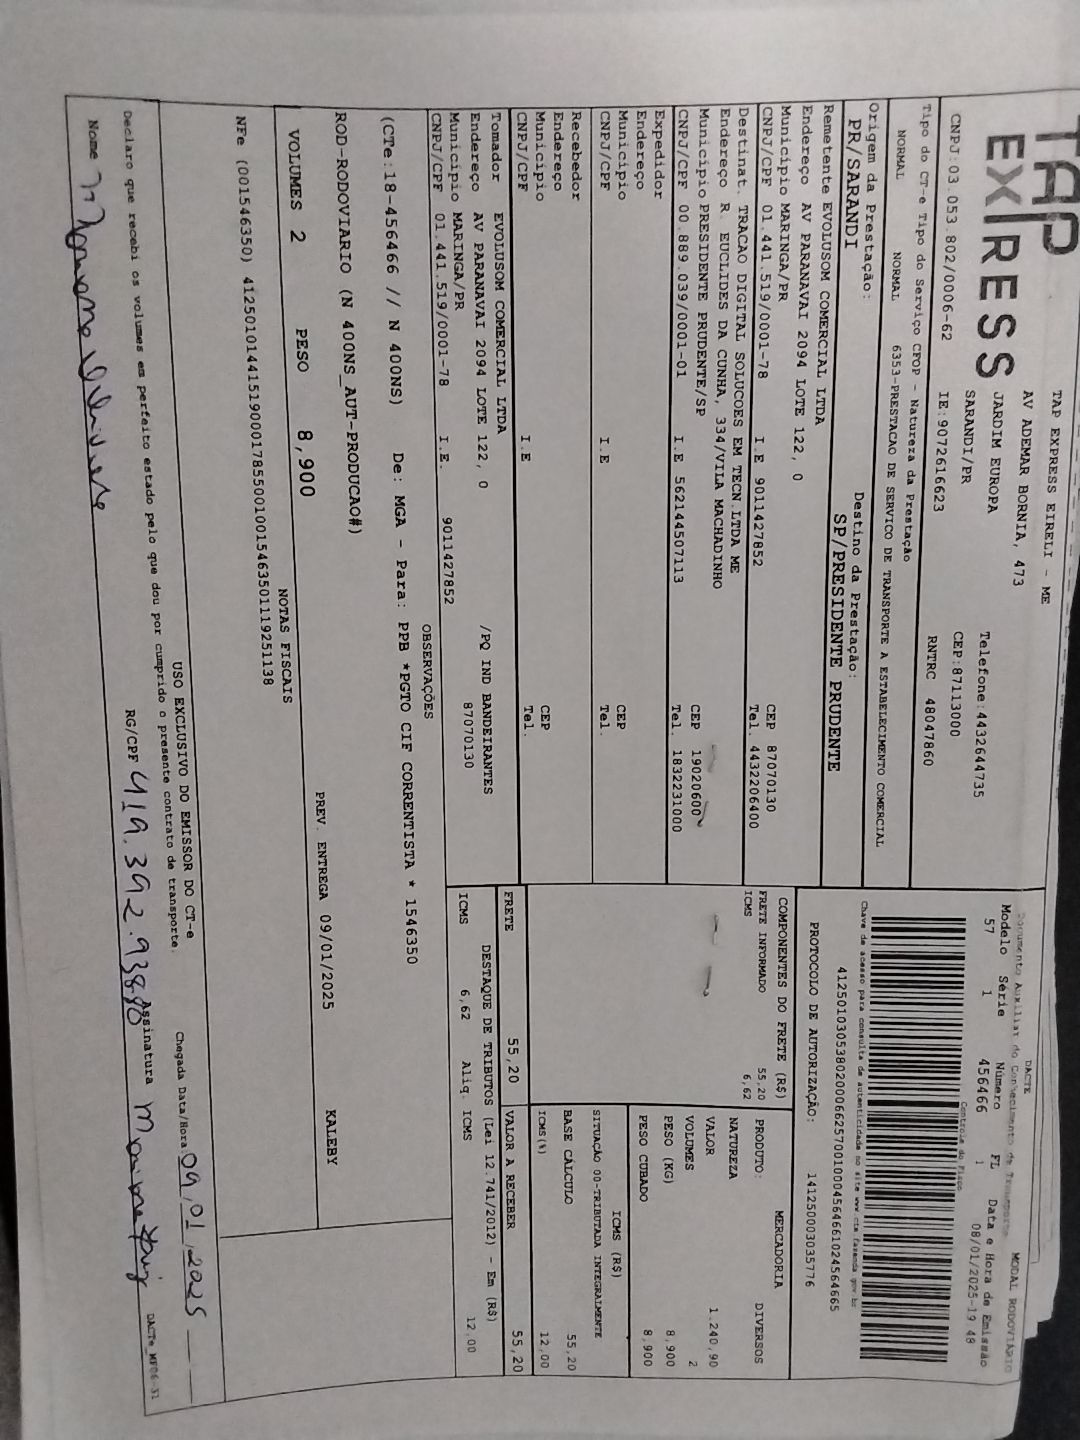 TAP
EXPRESS
TAP EXPRESS EIRELI - ME
AV ADEMAR BORNIA, 473
JARDIM EUROPA
SARANDI/PR
Telefone:4432644735
CEP:87113000
CNPJ:03.053.802/0006-62 IE:9072616623 RNTRC 48047860
Tipo do CT-e Tipo do Serviço CFOP - Natureza da Prestação
NORMAL NORMAL 6353-PRESTACAO DE SERVICO DE TRANSPORTE A ESTABELECIMENTO COMERCIAL
Origem da Prestação: Destino da Prestação:
PR/SARANDI SP/PRESIDENTE PRUDENTE
DACTE
MODAL RODOVIÁRIO
Documento Auxiliar do Conhecimento de Transporte
Modelo Série Número FL Data e Hora de Emissão
57 1 456466 1 08/01/2025-19 48
Controle do Fisco
Chave de acesso para consulta de autenticidade no site www.cte.fazenda.gov.br
41250103053802000662570010004564661024564665
PROTOCOLO DE AUTORIZAÇÃO: 141250003035776
Remetente EVOLUSOM COMERCIAL LTDA
Endereço AV PARANAVAI 2094 LOTE 122, 0
Município MARINGA/PR CEP 87070130
CNPJ/CPF 01.441.519/0001-78 I.E 9011427852 Tel. 4432206400
Destinat. TRACAO DIGITAL SOLUCOES EM TECN.LTDA ME
Endereço R. EUCLIDES DA CUNHA, 334/VILA MACHADINHO
Município PRESIDENTE PRUDENTE/SP CEP 19020600
CNPJ/CPF 00.889.039/0001-01 I.E 562144507113 Tel. 1832231000
Expedidor
Endereço
Município CEP
CNPJ/CPF I.E Tel.
Recebedor
Endereço
Município CEP
CNPJ/CPF I.E Tel.
Tomador EVOLUSOM COMERCIAL LTDA
Endereço AV PARANAVAI 2094 LOTE 122, 0 /PQ IND BANDEIRANTES
Município MARINGA/PR 87070130
CNPJ/CPF 01.441.519/0001-78 I.E. 9011427852
COMPONENTES DO FRETE (R$)
FRETE INFORMADO 55,20
ICMS 6,62
PRODUTO: MERCADORIA
NATUREZA DIVERSOS
VALOR 1.240,90
VOLUMES 2
PESO (KG) 8,900
PESO CUBADO 8,900
ICMS (R$)
SITUAÇÃO 00-TRIBUTADA INTEGRALMENTE
BASE CÁLCULO 55,20
ICMS(%) 12,00
FRETE 55,20 VALOR A RECEBER 55,20
DESTAQUE DE TRIBUTOS (Lei 12.741/2012) - Em (R$)
ICMS 6,62 Aliq. ICMS 12,00
OBSERVAÇÕES
(CTe:18-456466 // N 400NS) De: MGA - Para: PPB *PGTO CIF CORRENTISTA * 1546350
ROD-RODOVIARIO (N 400NS_AUT-PRODUCAO#)
PREV. ENTREGA 09/01/2025 KALEBY
VOLUMES 2 PESO 8,900
NOTAS FISCAIS
NFe (001546350) 41250101441519000178550010015463501119251138
USO EXCLUSIVO DO EMISSOR DO CT-e
Declaro que recebi os volumes em perfeito estado pelo que dou por cumprido o presente contrato de transporte.
Chegada Data/Hora 09,01,2025
Nome
RG/CPF 419.392.93880
Assinatura
DACTe_MF06-31